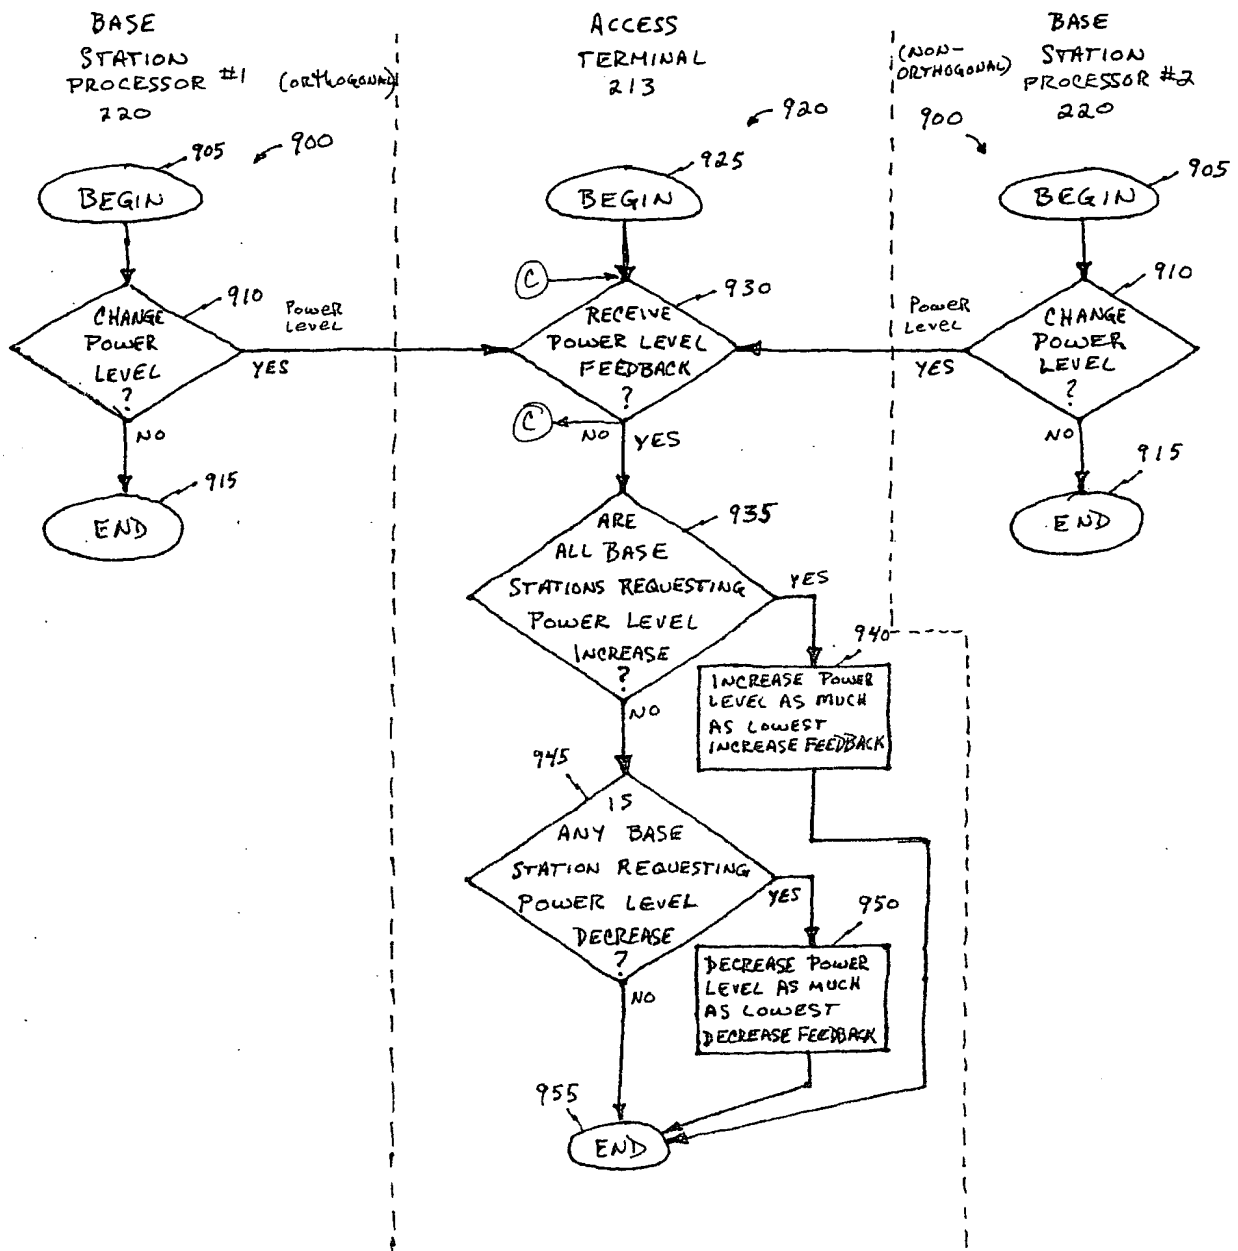 BASE
STATION
PROCESSOR #1 (ORTHOGONAL)
220
ACCESS
TERMINAL
213
BASE
(NON-ORTHOGONAL) STATION
PROCESSOR #2
220
905
900
BEGIN
910
CHANGE
POWER
LEVEL
?
Power
Level
YES
NO
915
END
920
925
BEGIN
C
930
RECEIVE
POWER LEVEL
FEEDBACK
?
C
NO
YES
935
ARE
ALL BASE
STATIONS REQUESTING
POWER LEVEL
INCREASE
?
YES
NO
940
INCREASE POWER
LEVEL AS MUCH
AS LOWEST
INCREASE FEEDBACK
945
IS
ANY BASE
STATION REQUESTING
POWER LEVEL
DECREASE
?
YES
NO
950
DECREASE POWER
LEVEL AS MUCH
AS LOWEST
DECREASE FEEDBACK
955
END
900
905
BEGIN
910
CHANGE
POWER
LEVEL
?
Power
Level
YES
NO
915
END